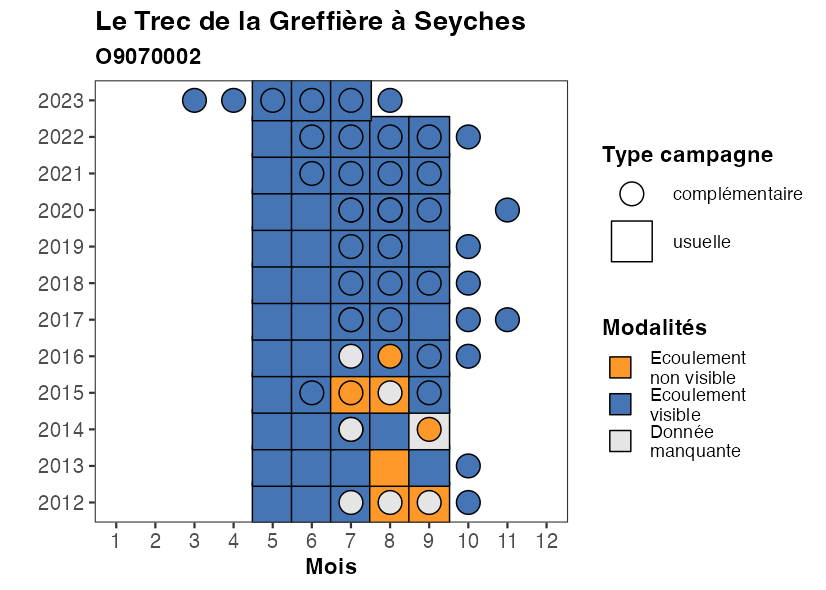 Le Trec de la Greffière à Seyches
O9070002
2023
2022
2021
2020
2019
2018
2017
2016
2015
2014
2013
2012
1 2 3 4 5 6 7 8 9 10 11 12
Mois
Type campagne
complémentaire
usuelle
Modalités
Ecoulement
non visible
Ecoulement
visible
Donnée
manquante